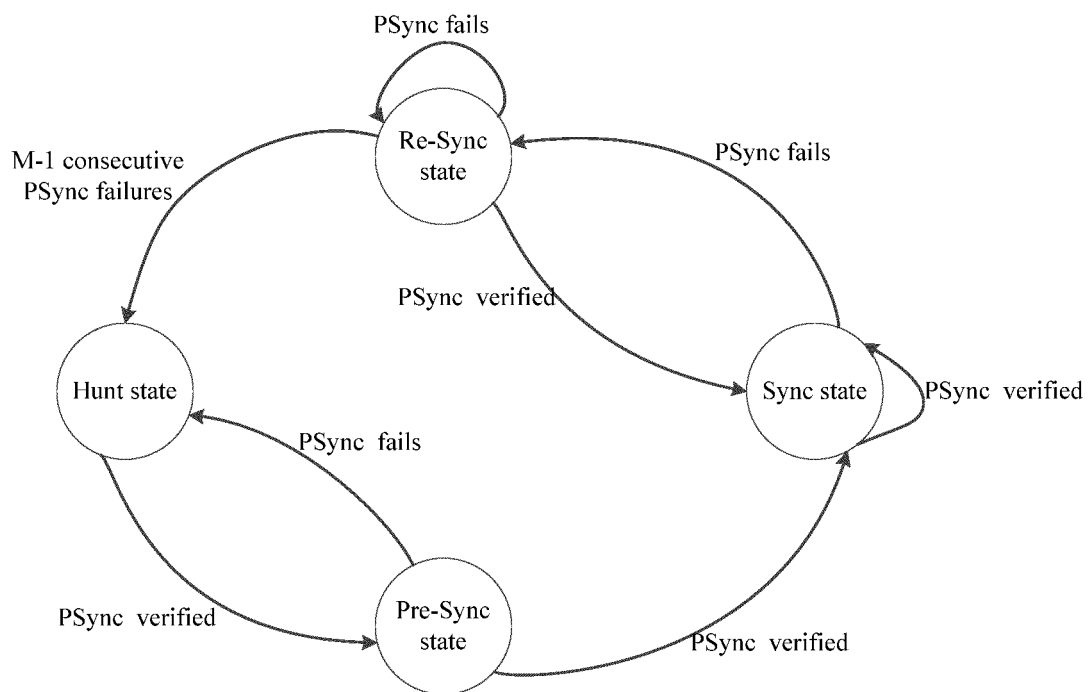 PSync fails
Re-Sync
state
M-1 consecutive
PSync failures
PSync fails
PSync verified
Hunt state
Sync state
PSync verified
PSync fails
PSync verified
Pre-Sync
state
PSync verified